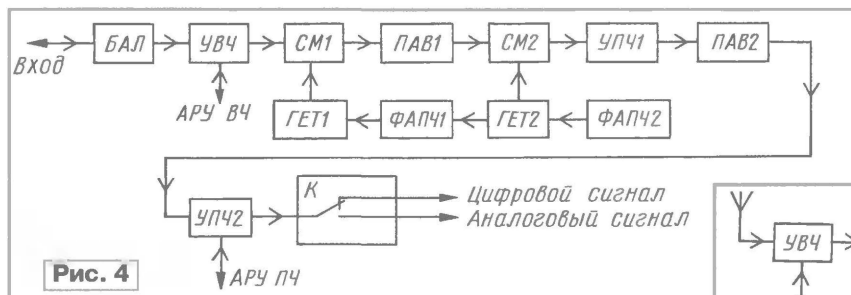 БАЛ
УВЧ
СМ1
ПАВ1
СМ2
УПЧ1
ПАВ2
ВХОД
АРУ ВЧ
ГЕТ1
ФАПЧ1
ГЕТ2
ФАПЧ2
УПЧ2
К
Цифровой сигнал
Аналоговый сигнал
АРУ ПЧ
УВЧ
Рис. 4